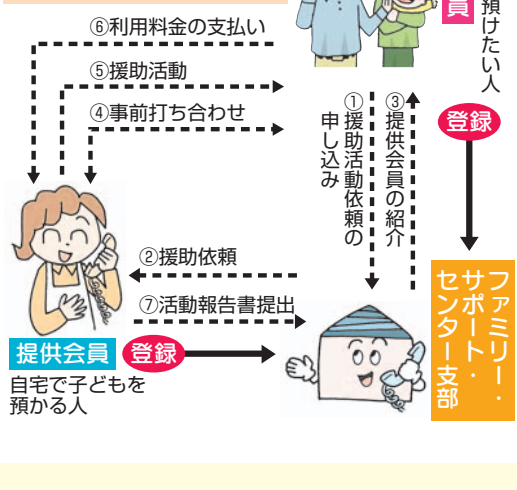 ⑥利用料金の支払い
⑤援助活動
④事前打ち合わせ
員
預けたい人
登録
①援助活動依頼の
申し込み
③提供会員の紹介
②援助依頼
⑦活動報告書提出
提供会員
登録
自宅で子どもを
預かる人
ファミリー・
サポート・
センター支部